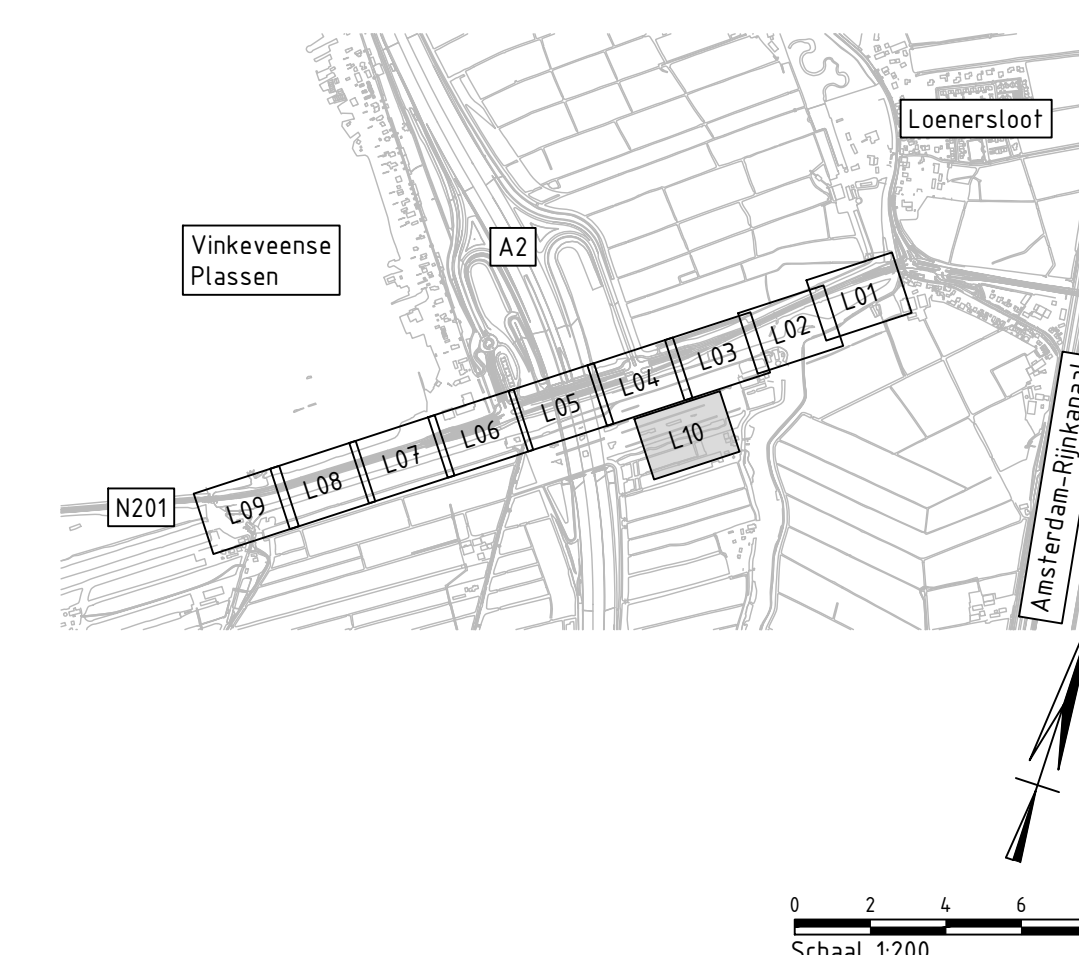 Loenersloot
Vinkeveense
Plassen
A2
L01
L02
L03
L04
L05
L10
L06
L07
L08
L09
N201
Amsterdam-Rijnkanaal
0 2 4 6
Schaal 1:200